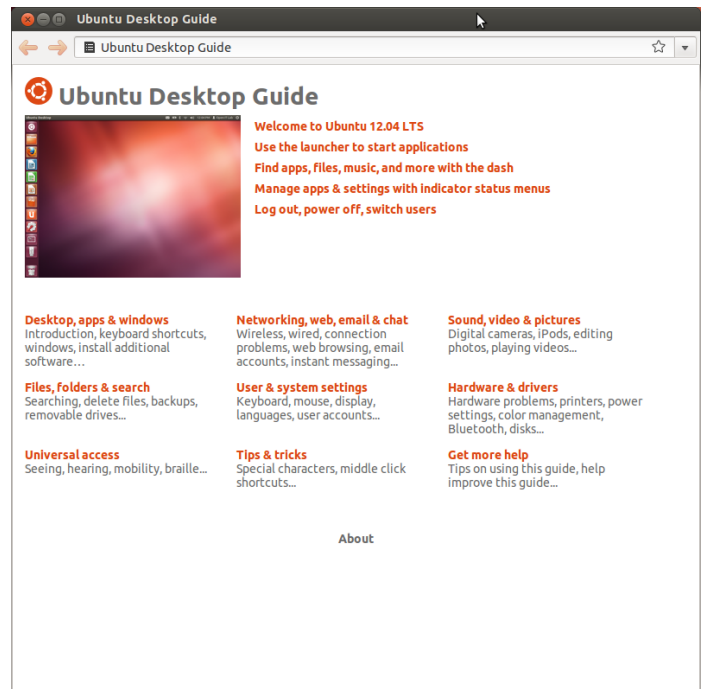 Ubuntu Desktop Guide
Ubuntu Desktop Guide
Ubuntu Desktop Guide
Welcome to Ubuntu 12.04 LTS
Use the launcher to start applications
Find apps, files, music, and more with the dash
Manage apps & settings with indicator status menus
Log out, power off, switch users
Desktop, apps & windows
Introduction, keyboard shortcuts,
windows, install additional
software…
Networking, web, email & chat
Wireless, wired, connection
problems, web browsing, email
accounts, instant messaging...
Sound, video & pictures
Digital cameras, iPods, editing
photos, playing videos...
Files, folders & search
Searching, delete files, backups,
removable drives...
User & system settings
Keyboard, mouse, display,
languages, user accounts...
Hardware & drivers
Hardware problems, printers, power
settings, color management,
Bluetooth, disks...
Universal access
Seeing, hearing, mobility, braille...
Tips & tricks
Special characters, middle click
shortcuts...
Get more help
Tips on using this guide, help
improve this guide...
About